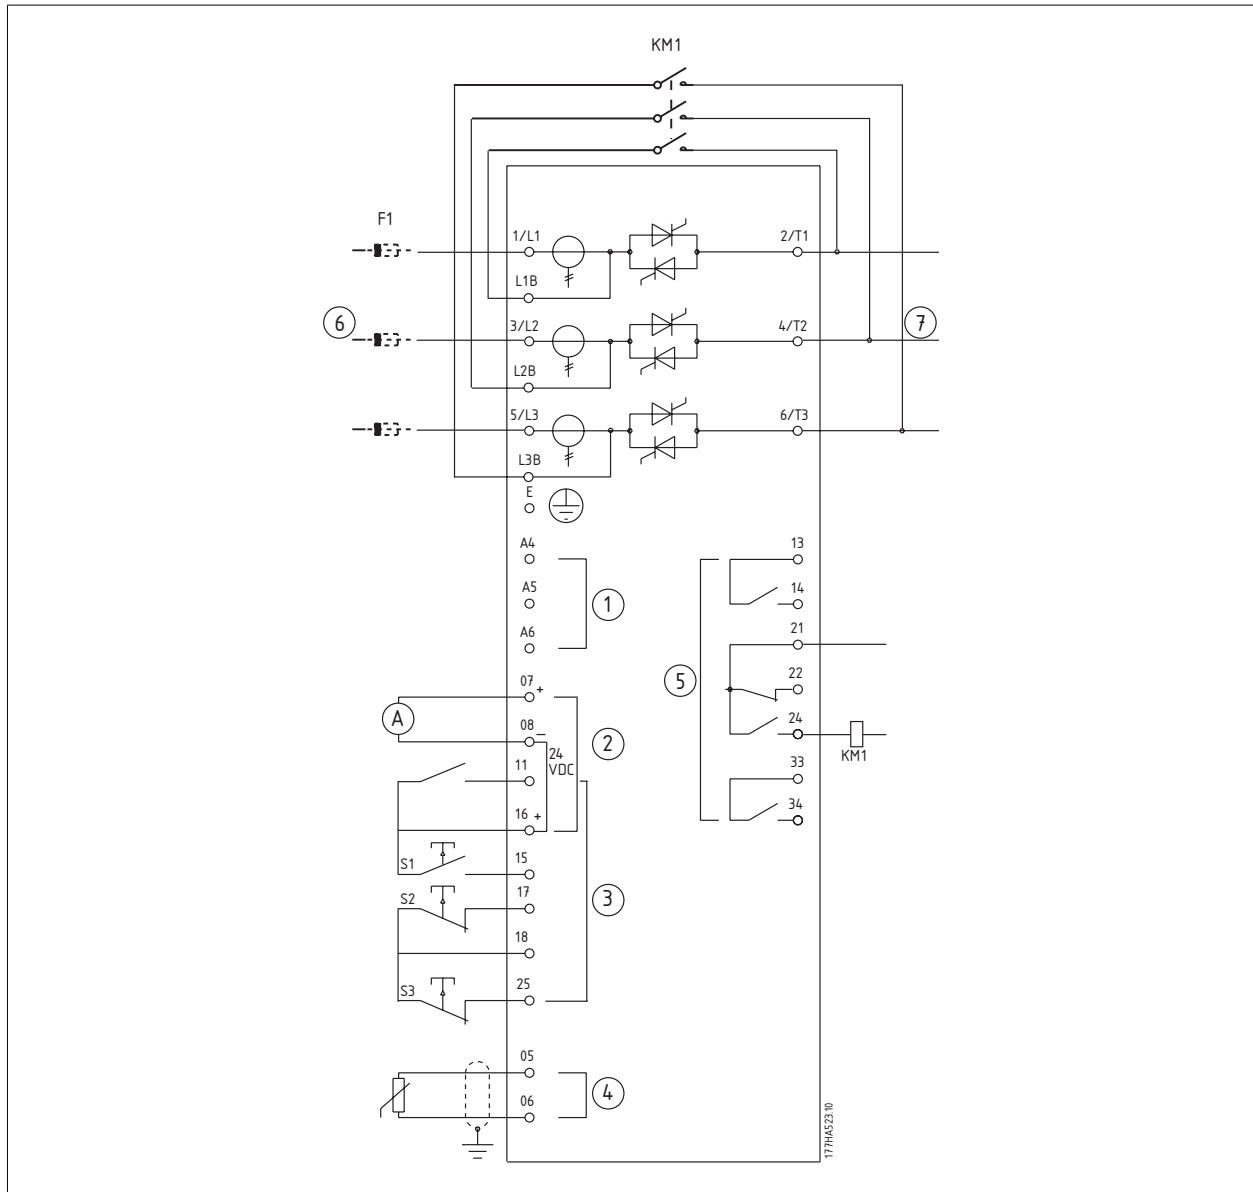 KM1
F1
1/L1
2/T1
L1B
6
3/L2
4/T2
7
L2B
5/L3
6/T3
L3B
E
A4
13
A5
1
14
A6
21
07 +
5
22
A
08 –
2
24
24
VDC
KM1
11
33
16 +
34
S1
15
S2
17
3
18
S3
25
05
4
06
177HA523.10